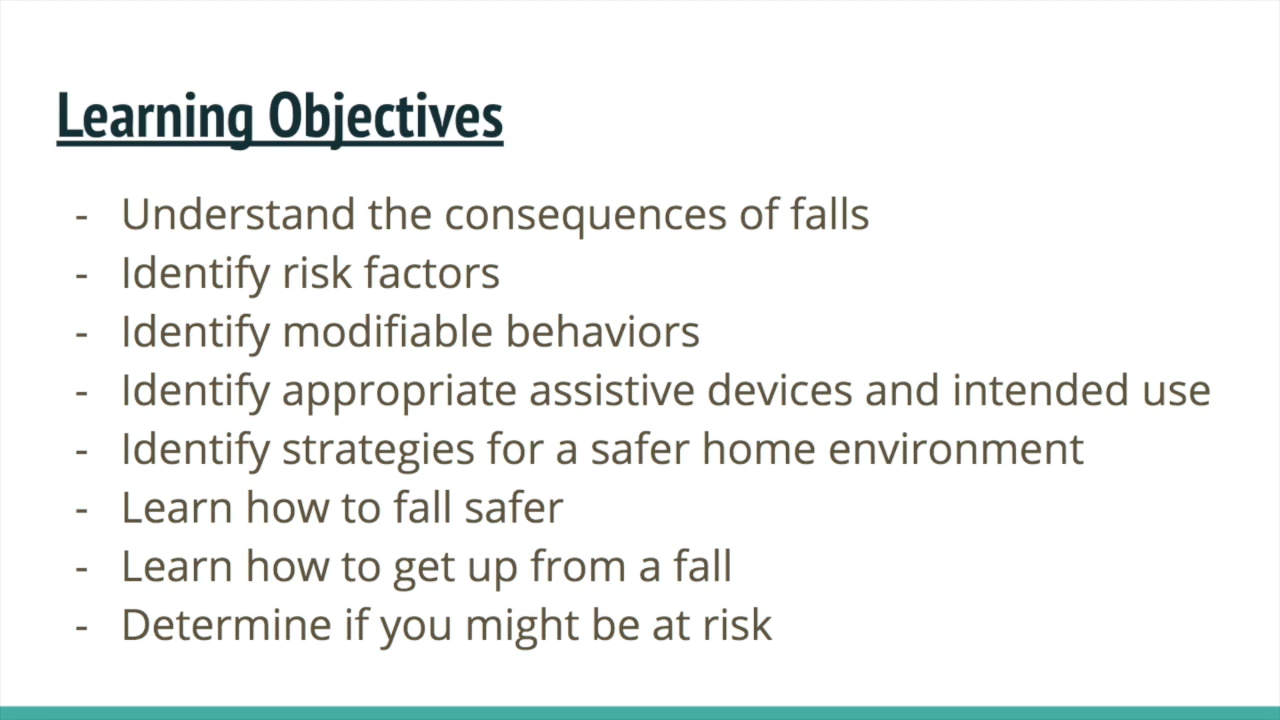 Learning Objectives
- Understand the consequences of falls
- Identify risk factors
- Identify modifiable behaviors
- Identify appropriate assistive devices and intended use
- Identify strategies for a safer home environment
- Learn how to fall safer
- Learn how to get up from a fall
- Determine if you might be at risk